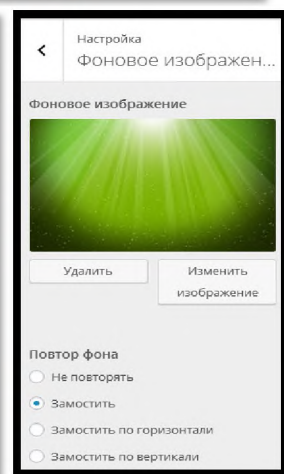 Настройка
Фоновое изображен...
Фоновое изображение
Удалить
Изменить
изображение
Повтор фона
Не повторять
Замостить
Замостить по горизонтали
Замостить по вертикали